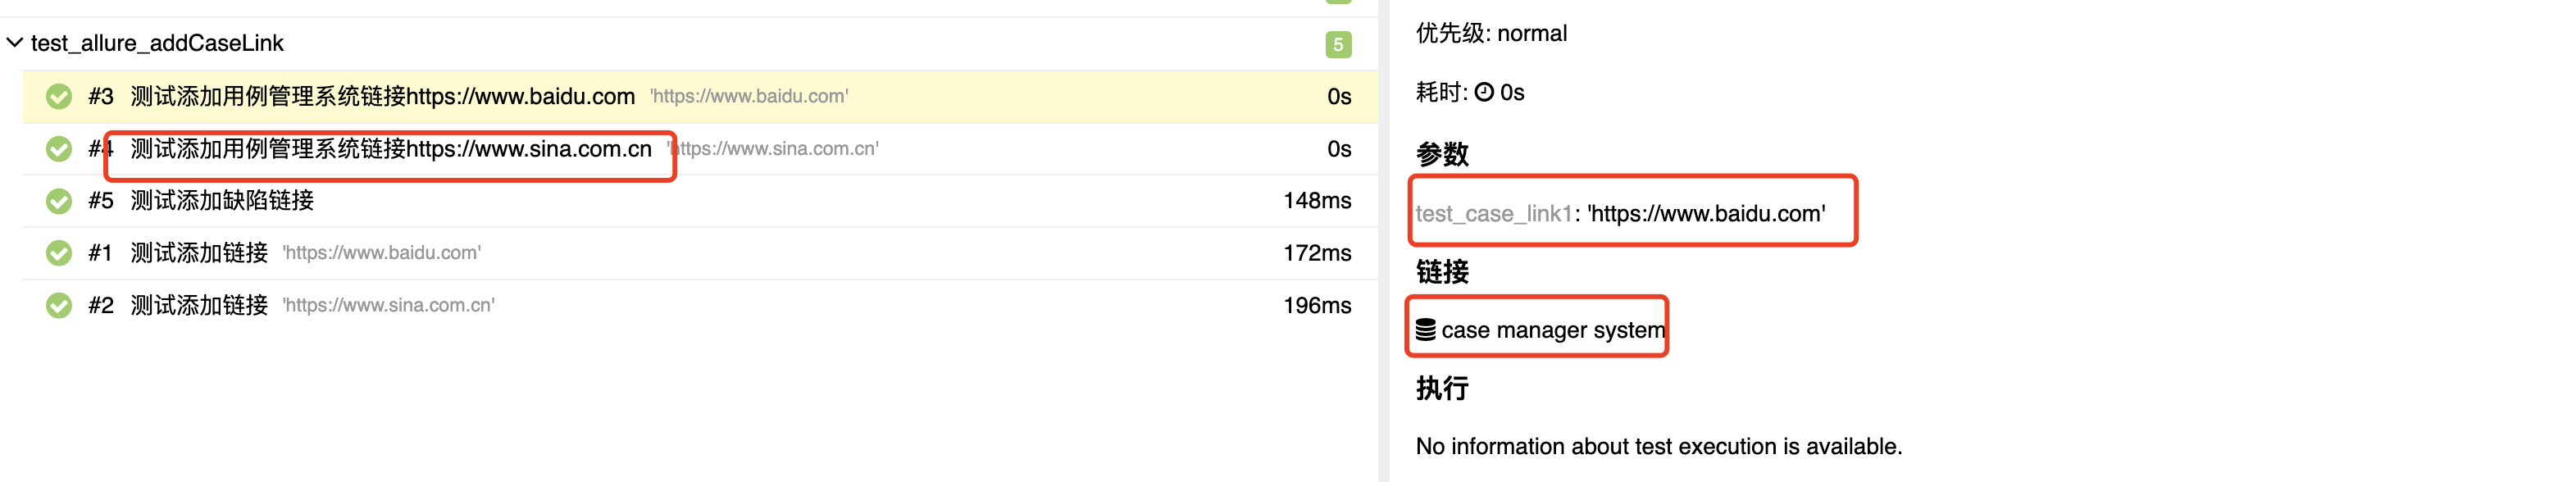 test_allure_addCaseLink 5
#3 测试添加用例管理系统链接https://www.baidu.com 'https://www.baidu.com' 0s
#4 测试添加用例管理系统链接https://www.sina.com.cn 'https://www.sina.com.cn' 0s
#5 测试添加缺陷链接 148ms
#1 测试添加链接 'https://www.baidu.com' 172ms
#2 测试添加链接 'https://www.sina.com.cn' 196ms
优先级: normal
耗时: 0s
参数
test_case_link1: 'https://www.baidu.com'
链接
case manager system
执行
No information about test execution is available.